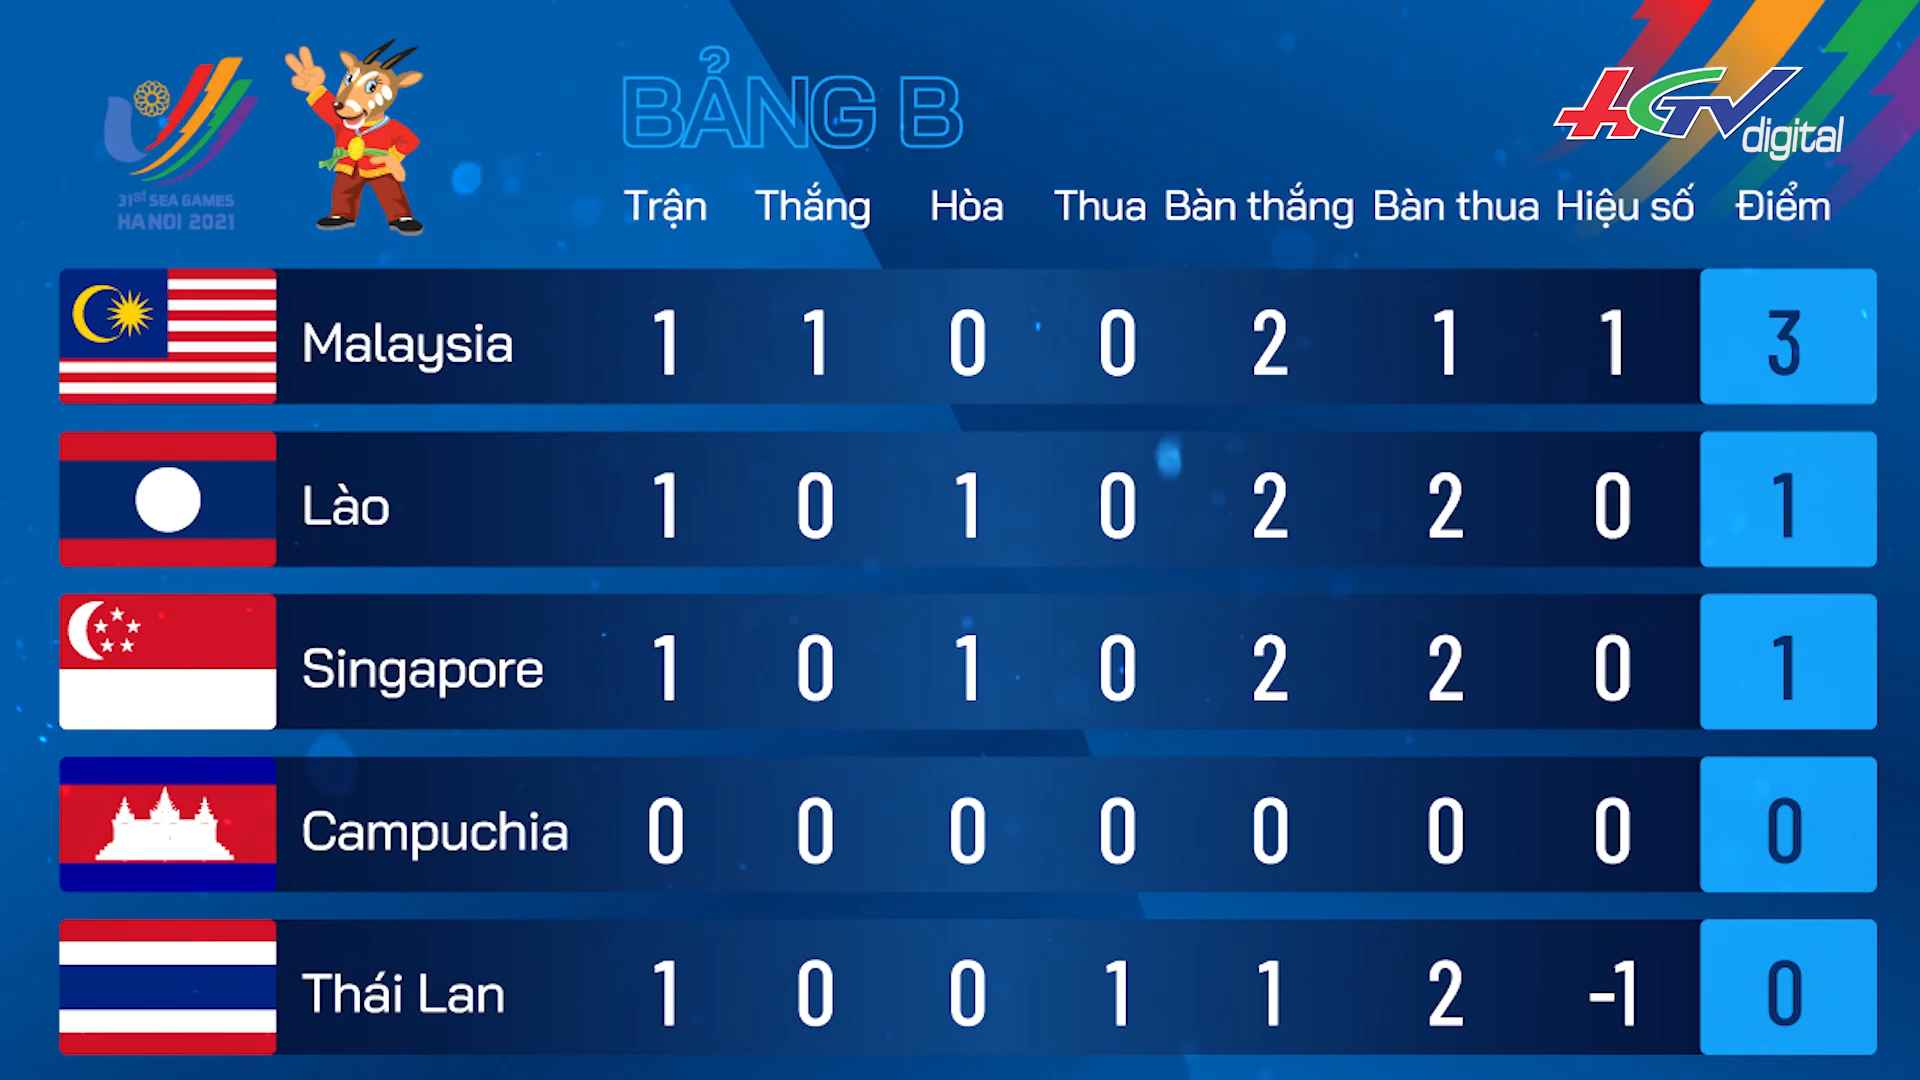 31st SEA GAMES
HA NOI 2021
BẢNG B
HGTV digital
Trận Thắng Hòa Thua Bàn thắng Bàn thua Hiệu số Điểm
Malaysia 1 1 0 0 2 1 1 3
Lào 1 0 1 0 2 2 0 1
Singapore 1 0 1 0 2 2 0 1
Campuchia 0 0 0 0 0 0 0 0
Thái Lan 1 0 0 1 1 2 -1 0